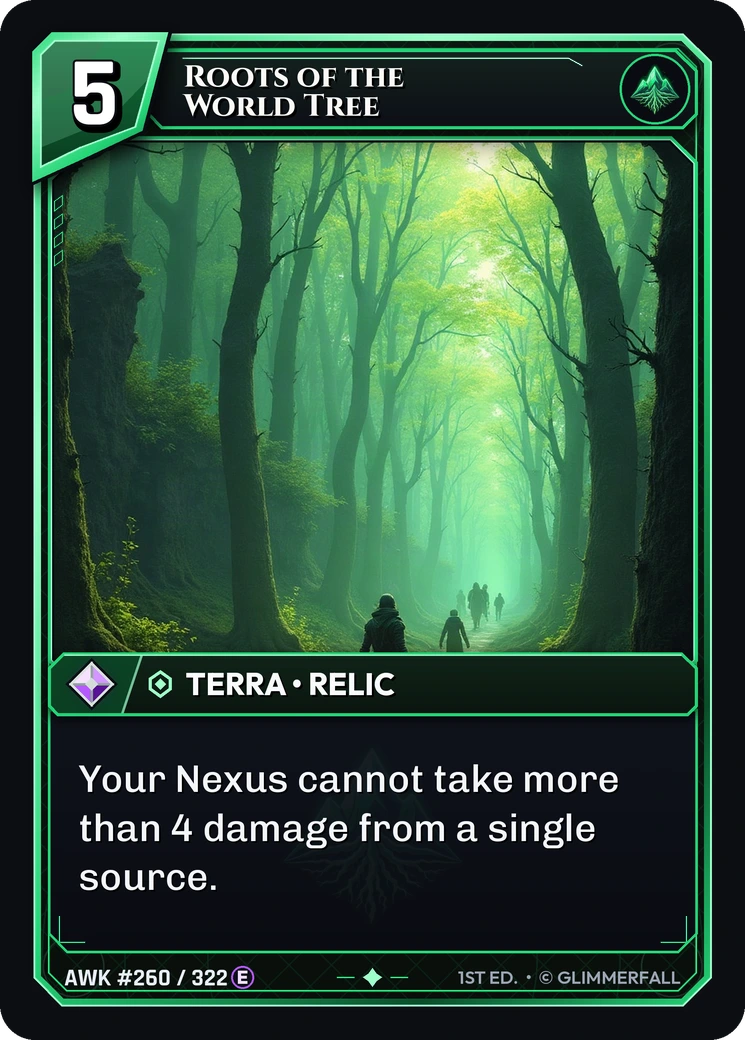 5
ROOTS OF THE
WORLD TREE
TERRA • RELIC
Your Nexus cannot take more
than 4 damage from a single
source.
AWK #260 / 322 E
1ST ED. • © GLIMMERFALL